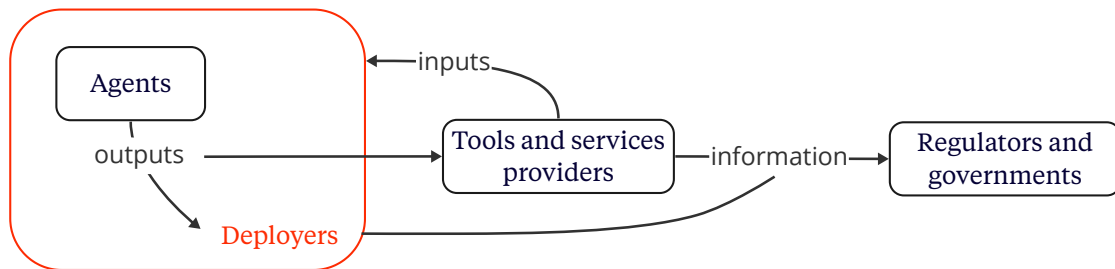 Agents
outputs
Deployers
inputs
Tools and services
providers
information
Regulators and
governments